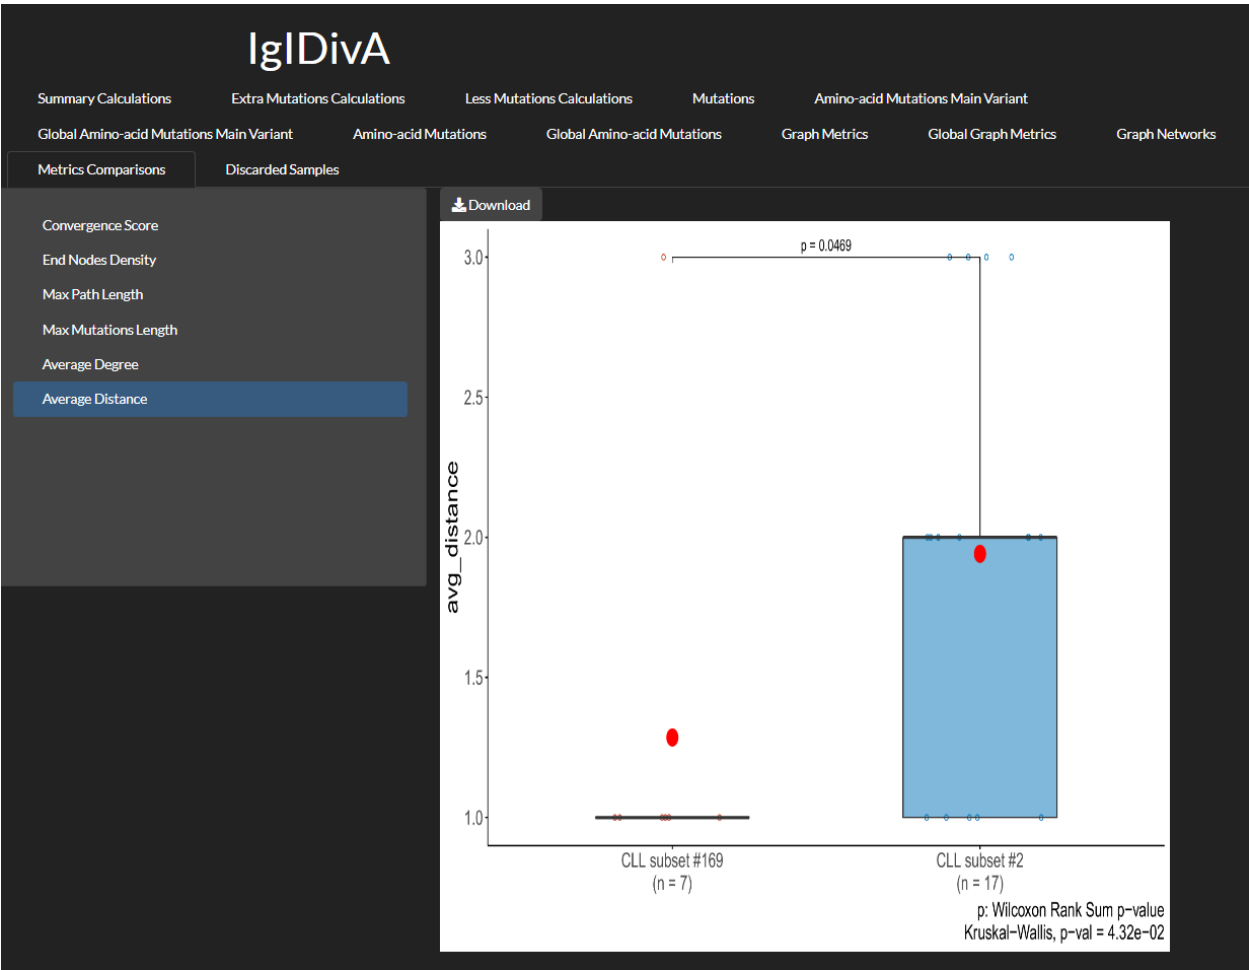 IgIDivA
Summary Calculations Extra Mutations Calculations Less Mutations Calculations Mutations Amino-acid Mutations Main Variant
Global Amino-acid Mutations Main Variant Amino-acid Mutations Global Amino-acid Mutations Graph Metrics Global Graph Metrics Graph Networks
Metrics Comparisons Discarded Samples
Convergence Score
End Nodes Density
Max Path Length
Max Mutations Length
Average Degree
Average Distance
Download
p = 0.0469
3.0
2.5
2.0
1.5
1.0
avg_distance
CLL subset #169
(n = 7)
CLL subset #2
(n = 17)
p: Wilcoxon Rank Sum p−value
Kruskal−Wallis, p−val = 4.32e−02